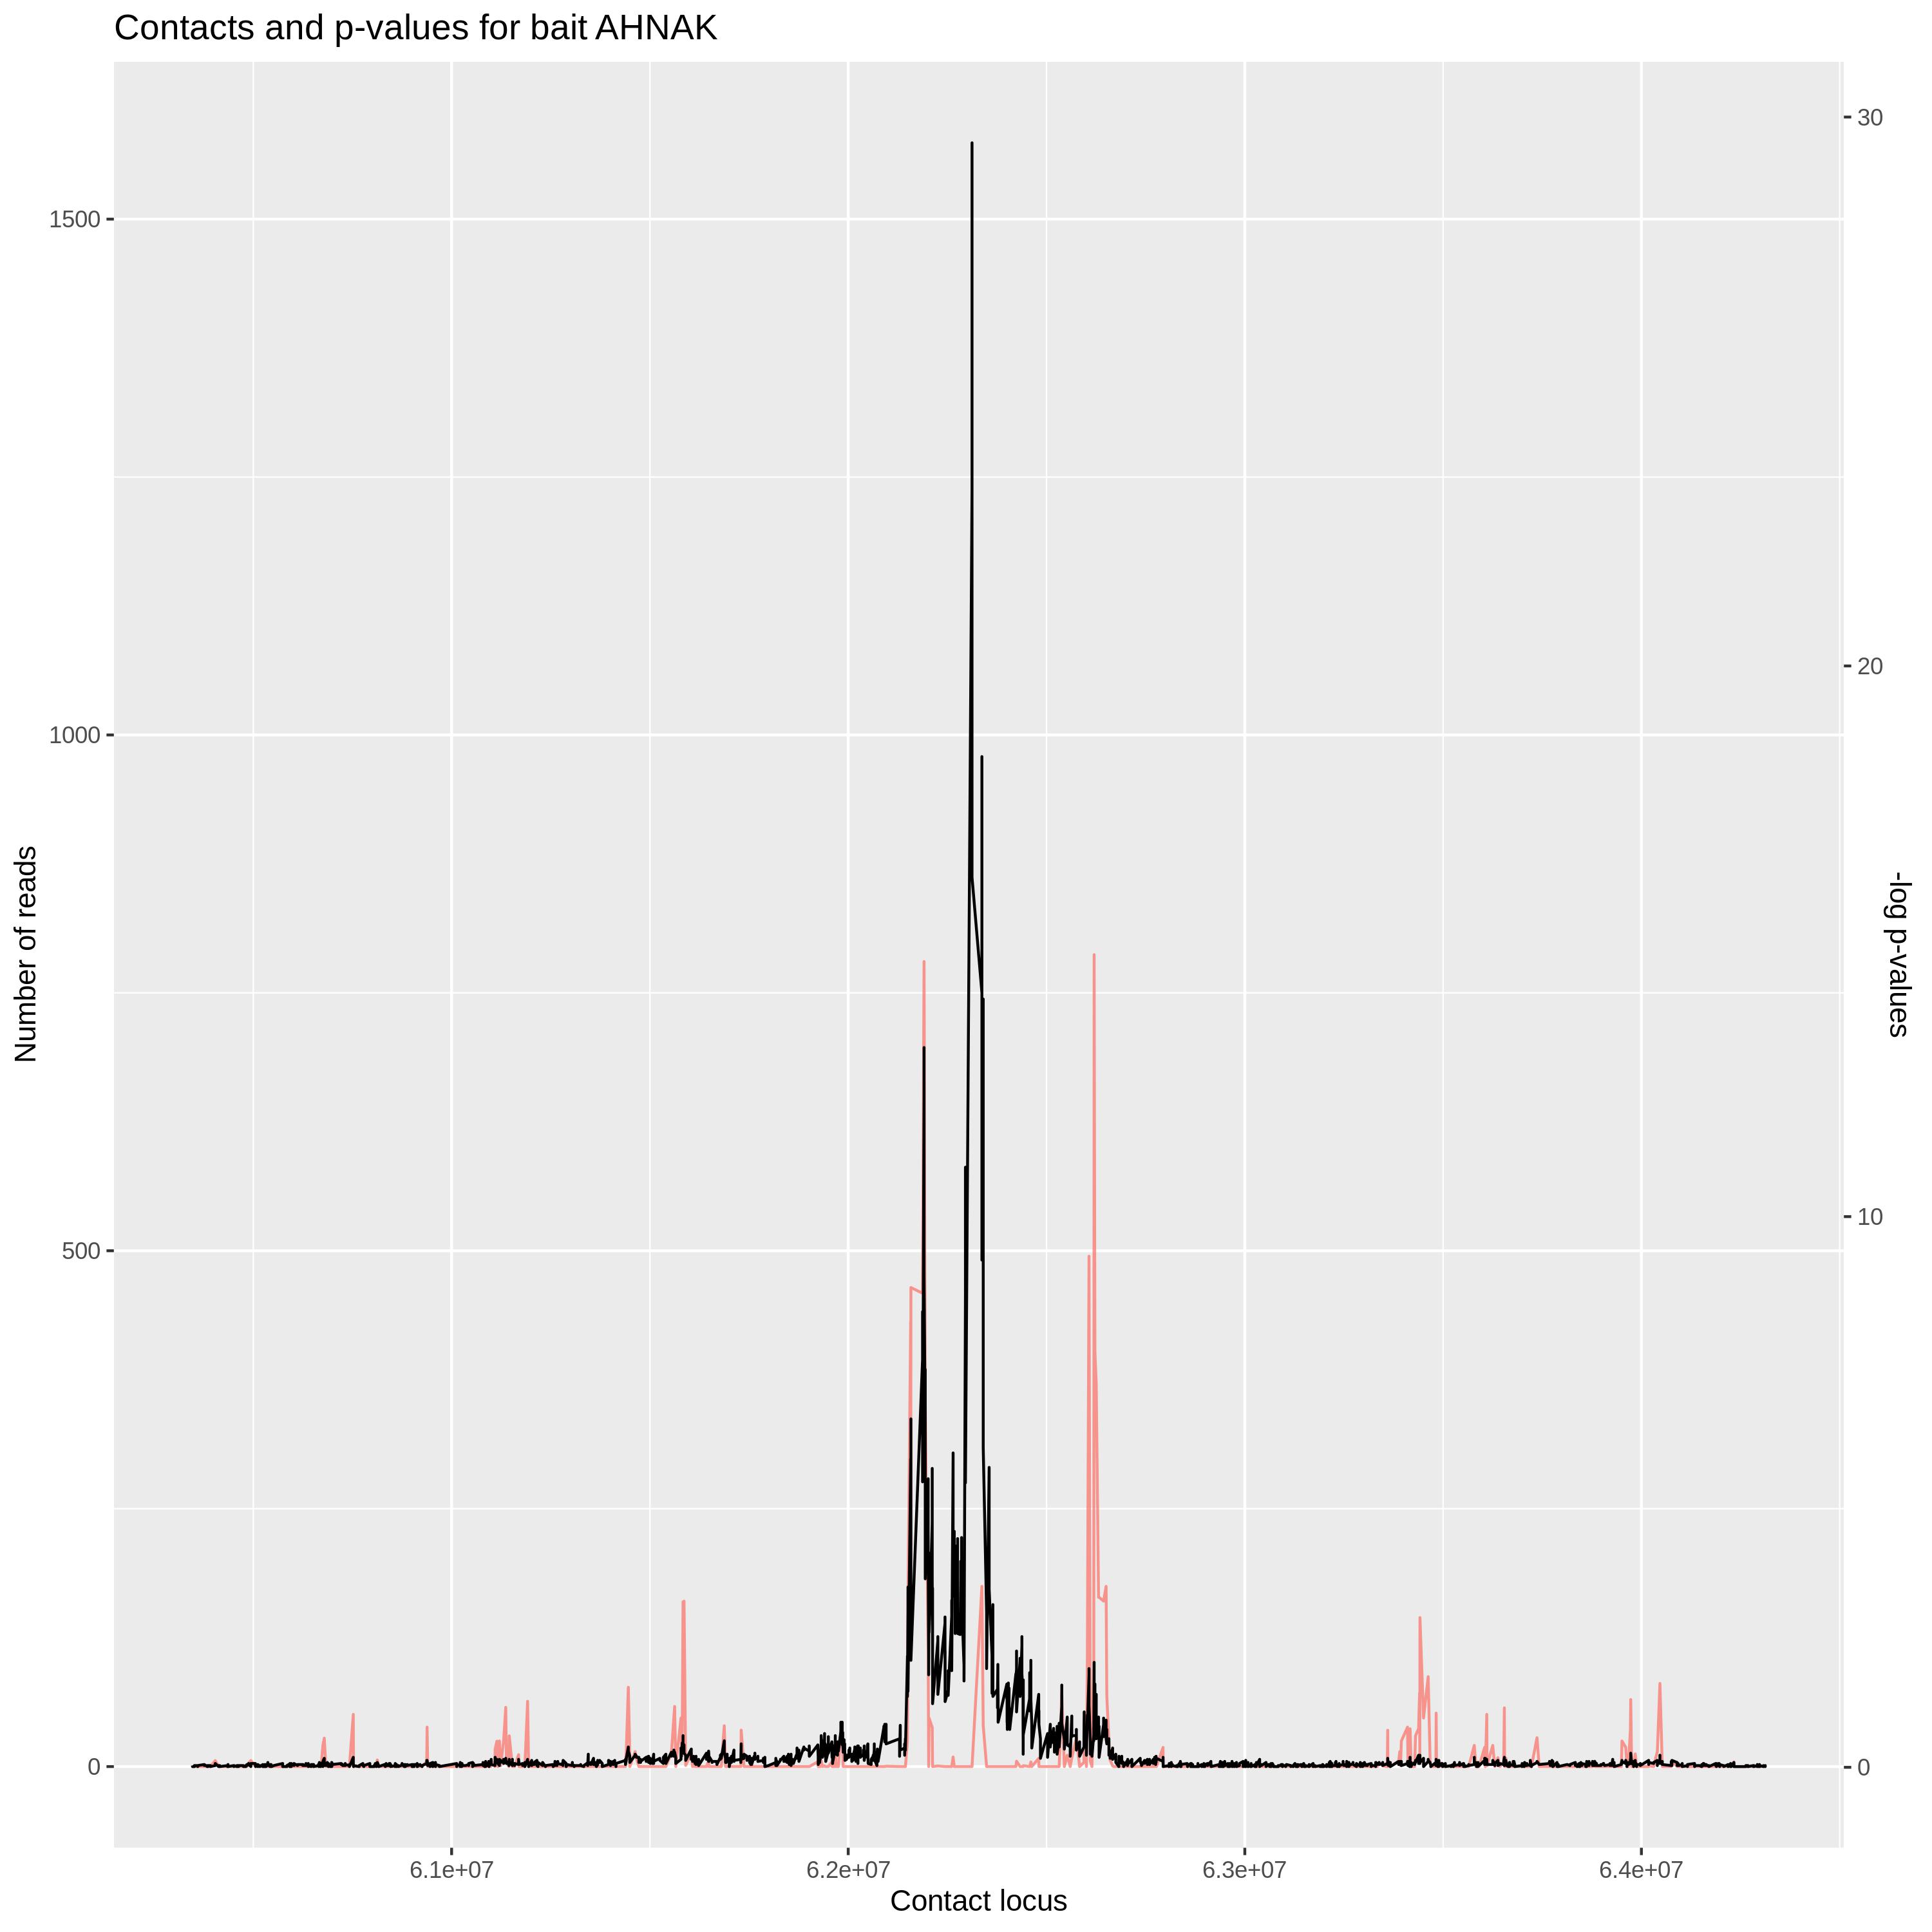 Contacts and p-values for bait AHNAK
30
1500
20
1000
Number of reads
-log p-values
10
500
0
0
6.1e+07
6.2e+07
6.3e+07
6.4e+07
Contact locus